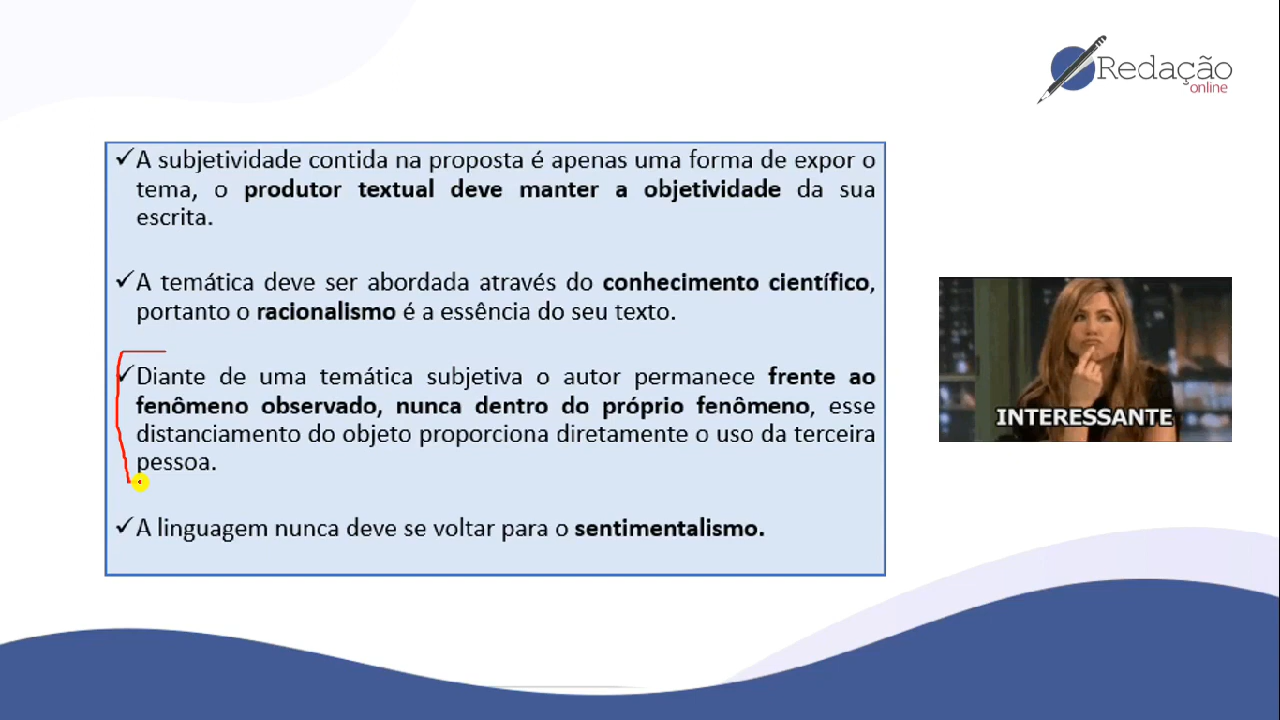 Redação
online
✓A subjetividade contida na proposta é apenas uma forma de expor o
tema, o produtor textual deve manter a objetividade da sua
escrita.
✓A temática deve ser abordada através do conhecimento científico,
portanto o racionalismo é a essência do seu texto.
✓Diante de uma temática subjetiva o autor permanece frente ao
fenômeno observado, nunca dentro do próprio fenômeno, esse
distanciamento do objeto proporciona diretamente o uso da terceira
pessoa.
✓A linguagem nunca deve se voltar para o sentimentalismo.
INTERESSANTE